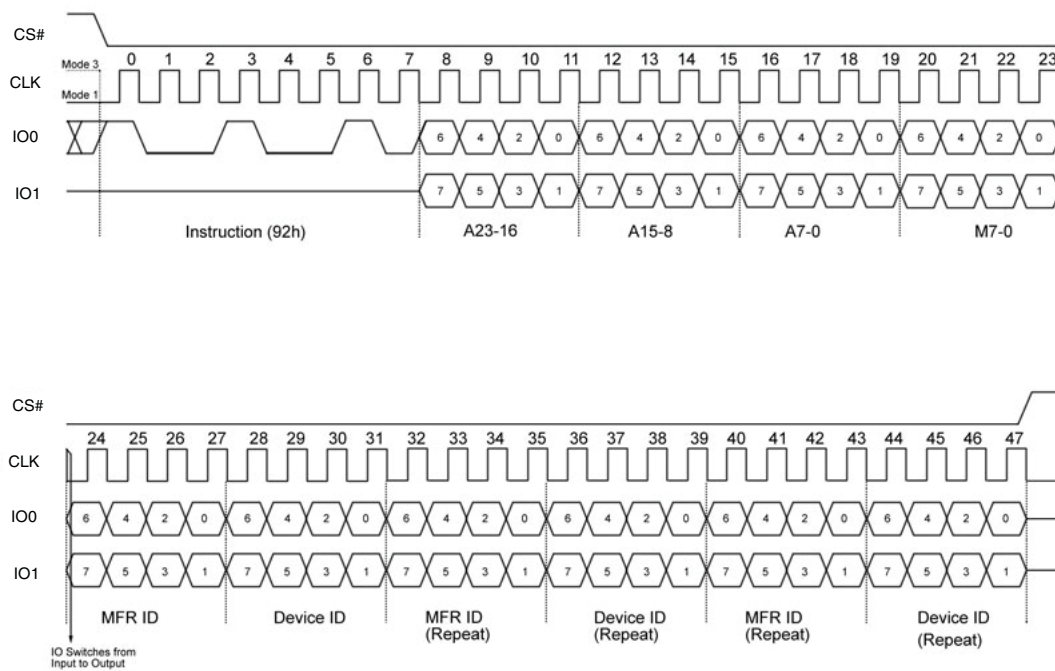 CS#
0 1 2 3 4 5 6 7 8 9 10 11 12 13 14 15 16 17 18 19 20 21 22 23
Mode 3
CLK
Mode 1
IO0 6 4 2 0 6 4 2 0 6 4 2 0 6 4 2 0
IO1 7 5 3 1 7 5 3 1 7 5 3 1 7 5 3 1
Instruction (92h) A23-16 A15-8 A7-0 M7-0
CS#
24 25 26 27 28 29 30 31 32 33 34 35 36 37 38 39 40 41 42 43 44 45 46 47
CLK
IO0 6 4 2 0 6 4 2 0 6 4 2 0 6 4 2 0 6 4 2 0 6 4 2 0
IO1 7 5 3 1 7 5 3 1 7 5 3 1 7 5 3 1 7 5 3 1 7 5 3 1
MFR ID Device ID MFR ID Device ID MFR ID Device ID
(Repeat) (Repeat) (Repeat) (Repeat)
IO Switches from
Input to Output